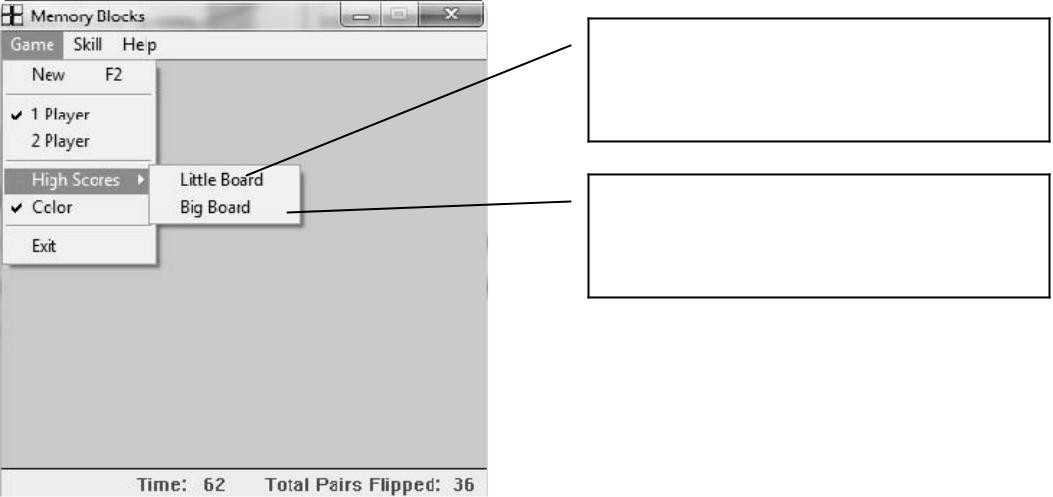 Memory Blocks
Game Skill Help
New F2
1 Player
2 Player
High Scores
Little Board
Color
Big Board
Exit
Time: 62 Total Pairs Flipped: 36